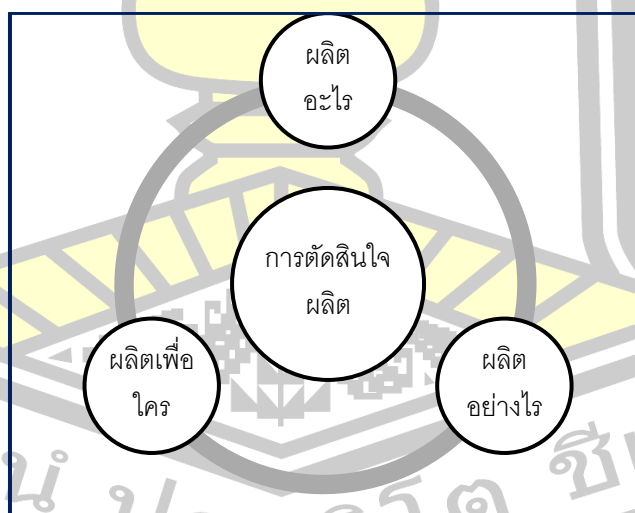 ผลิต
อะไร
การตัดสินใจ
ผลิต
ผลิตเพื่อ
ใคร
ผลิต
อย่างไร